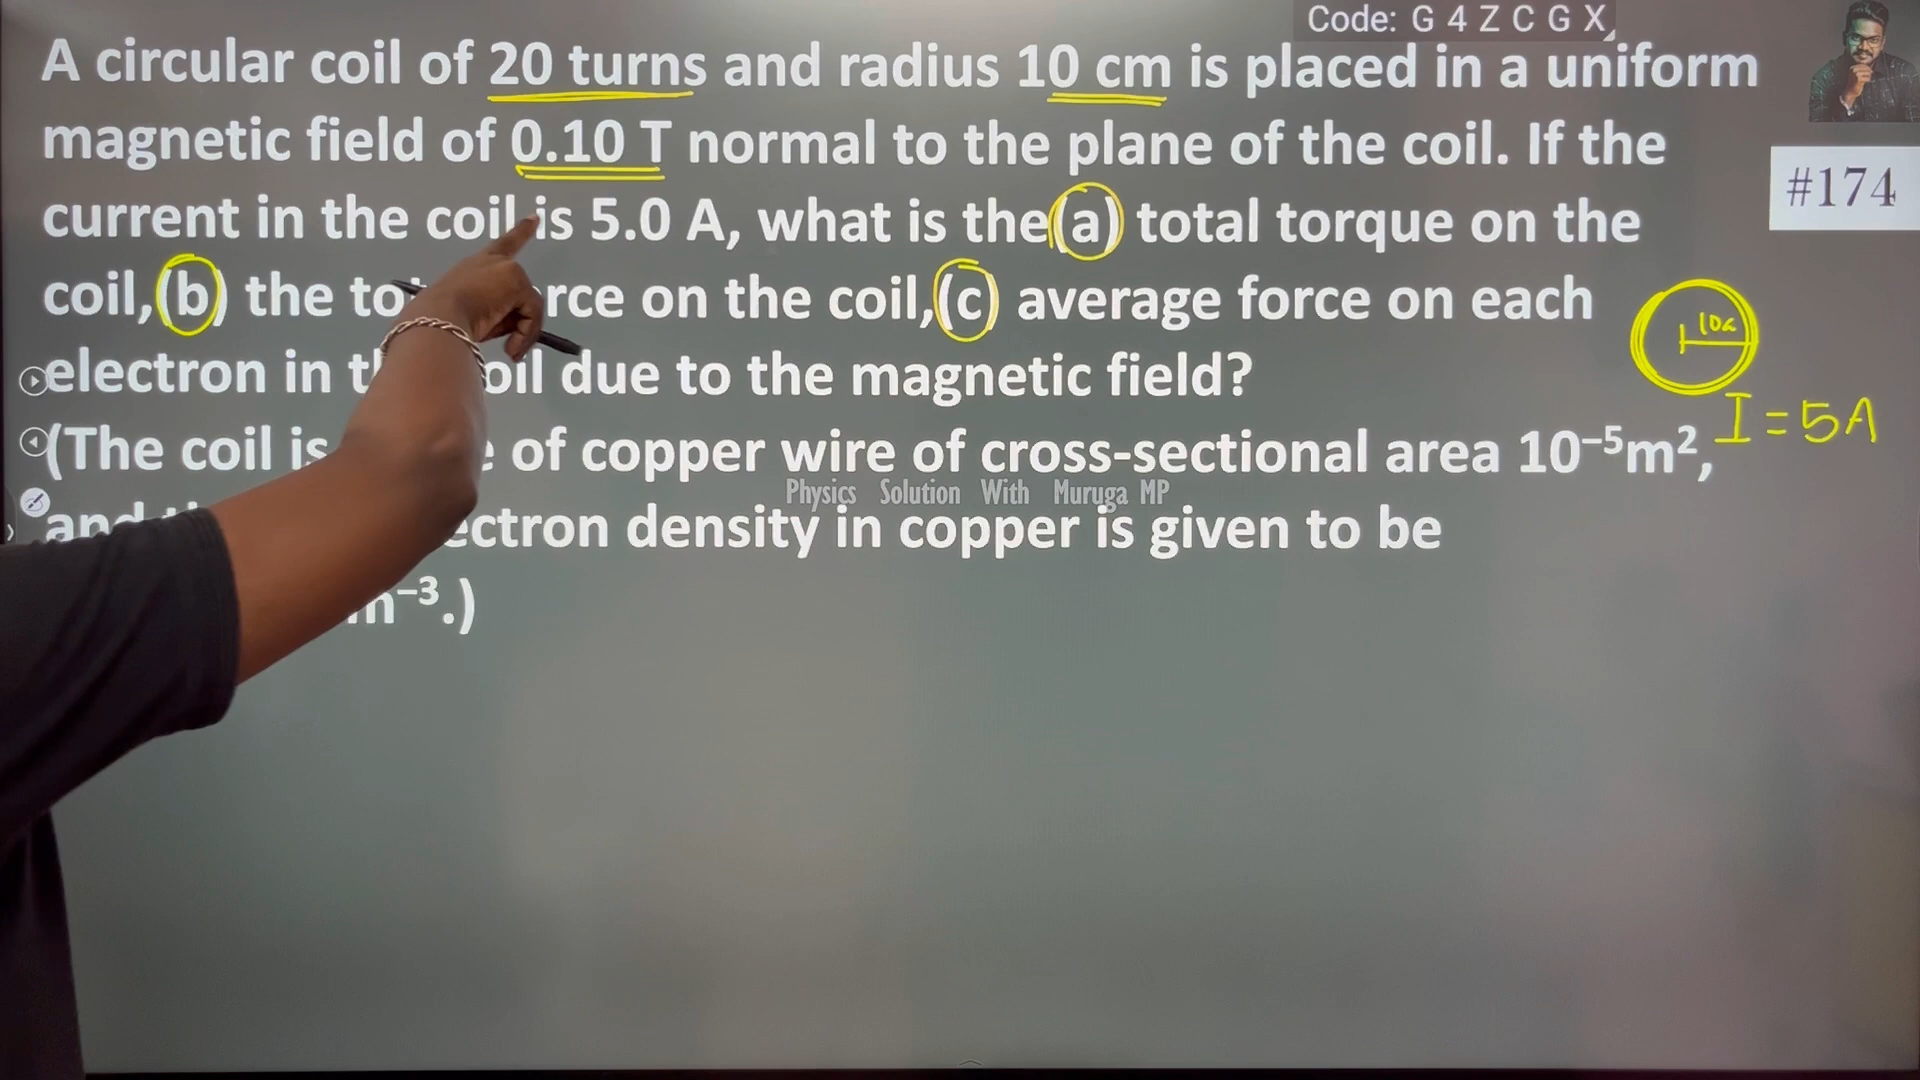 Code: G 4 Z C G X
A circular coil of 20 turns and radius 10 cm is placed in a uniform
magnetic field of 0.10 T normal to the plane of the coil. If the
#174
current in the coil is 5.0 A, what is the (a) total torque on the
coil, (b) the to rce on the coil, (c) average force on each
10c
electron in t oil due to the magnetic field?
I = 5A
(The coil is e of copper wire of cross-sectional area 10⁻⁵m²,
Physics Solution With Muruga MP
and ectron density in copper is given to be
m⁻³.)